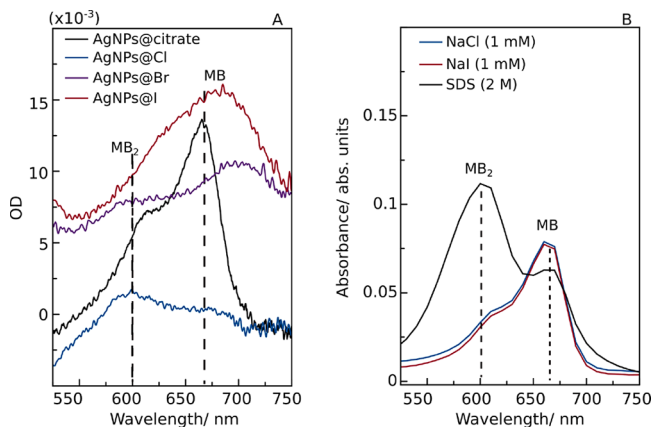 (x10⁻³)
A
AgNPs@citrate
AgNPs@Cl
AgNPs@Br
AgNPs@I
MB
MB₂
15
10
5
0
OD
525
600
675
700
750
Wavelength/ nm
B
NaCl (1 mM)
NaI (1 mM)
SDS (2 M)
MB₂
MB
0.15
0.1
0.05
0
Absorbance/ abs. units
550
600
650
700
750
Wavelength/ nm